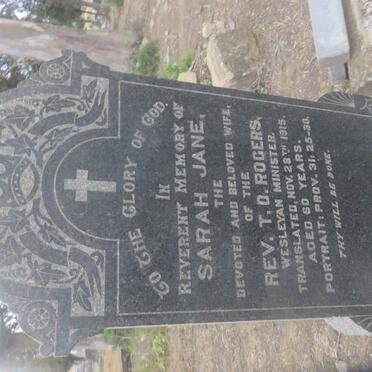 TO THE GLORY OF GOD.
IN
REVERENT MEMORY OF
SARAH JANE,
THE
DEVOTED AND BELOVED WIFE,
OF THE
REV. T. D. ROGERS,
WESLEYAN MINISTER.
TRANSLATED, NOV. 28TH 1915.
AGED 60 YEARS.
PORTRAIT: PROV. 31, 25-30.
THY WILL BE DONE.